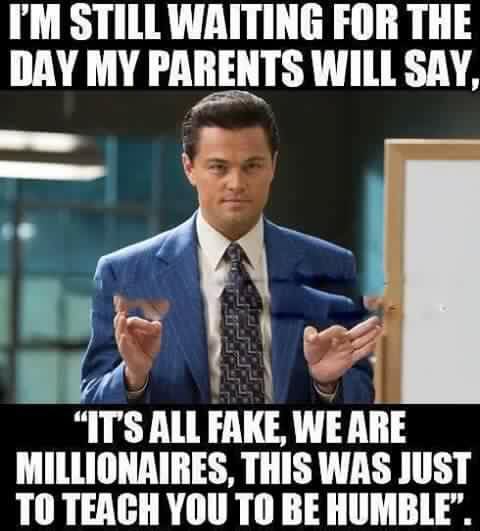 I'M STILL WAITING FOR THE
DAY MY PARENTS WILL SAY,
"IT'S ALL FAKE, WE ARE
MILLIONAIRES, THIS WAS JUST
TO TEACH YOU TO BE HUMBLE".